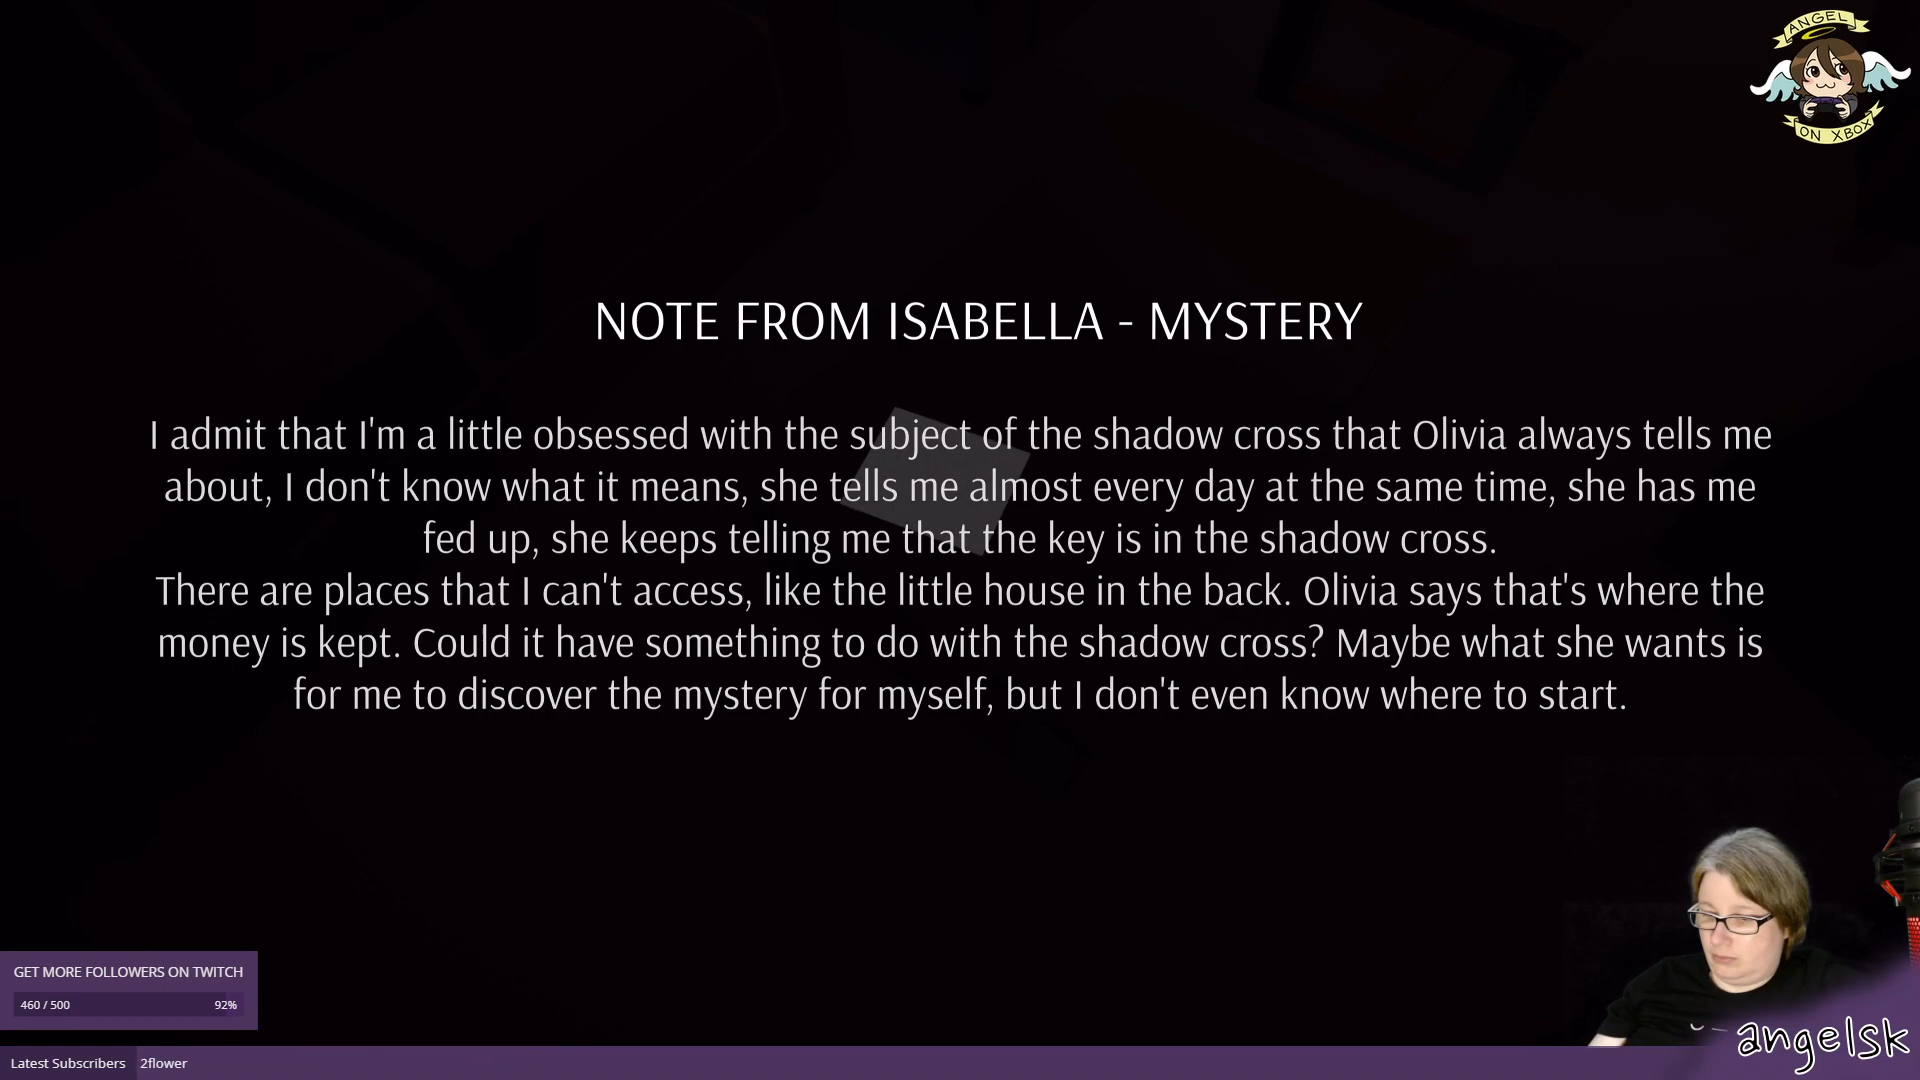 ANGEL
ON XBOX
NOTE FROM ISABELLA - MYSTERY
I admit that I'm a little obsessed with the subject of the shadow cross that Olivia always tells me
about, I don't know what it means, she tells me almost every day at the same time, she has me
fed up, she keeps telling me that the key is in the shadow cross.
There are places that I can't access, like the little house in the back. Olivia says that's where the
money is kept. Could it have something to do with the shadow cross? Maybe what she wants is
for me to discover the mystery for myself, but I don't even know where to start.
GET MORE FOLLOWERS ON TWITCH
460 / 500 92%
Latest Subscribers 2flower
angelsk